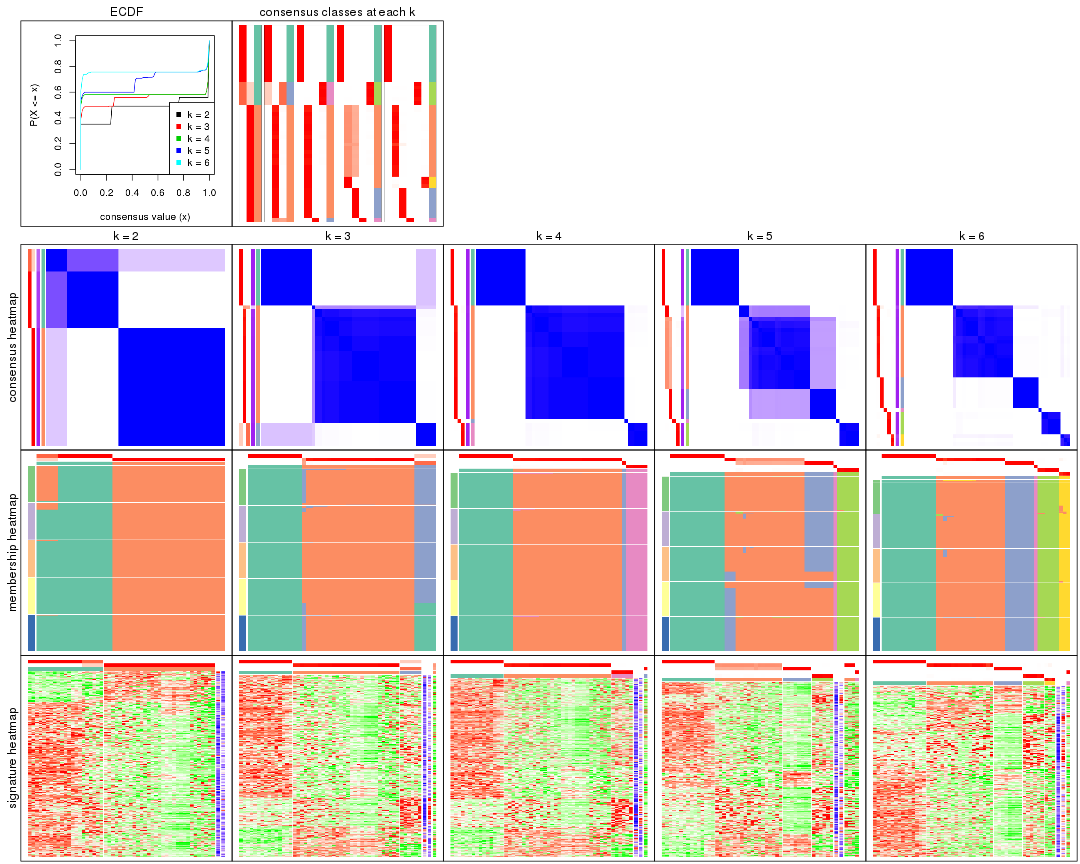 ECDF
consensus classes at each k
P(X <= x)
1.0
0.8
0.6
0.4
0.2
0.0
k = 2
k = 3
k = 4
k = 5
k = 6
0.0 0.2 0.4 0.6 0.8 1.0
consensus value (x)
k = 2
k = 3
k = 4
k = 5
k = 6
consensus heatmap
membership heatmap
signature heatmap